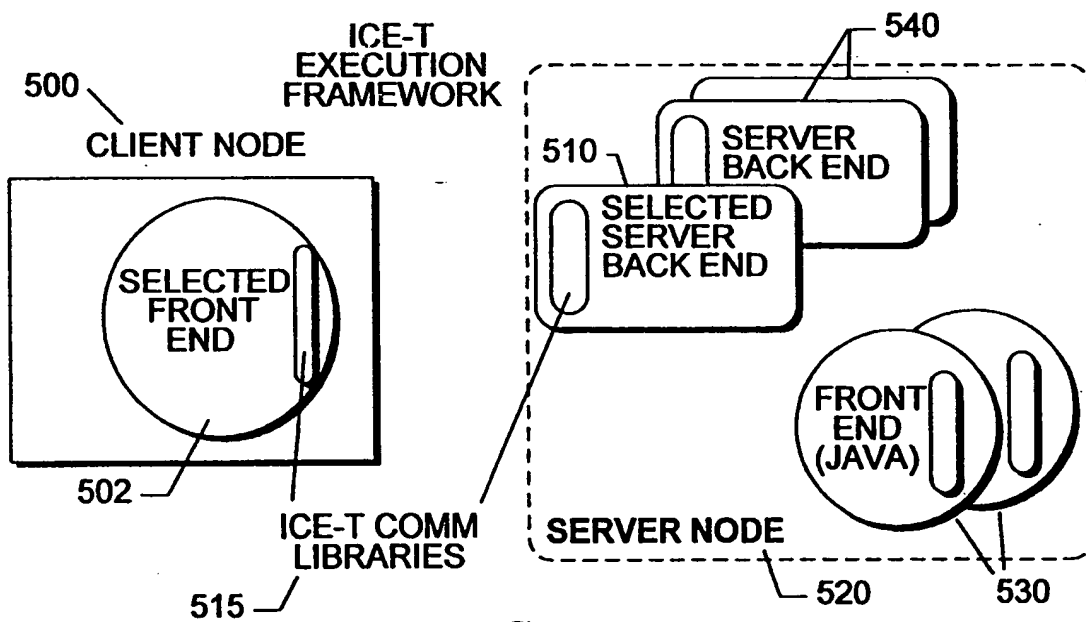 ICE-T
EXECUTION
FRAMEWORK
540
500
CLIENT NODE
510
SERVER
BACK END
SELECTED
SERVER
BACK END
SELECTED
FRONT
END
FRONT
END
(JAVA)
502
ICE-T COMM
LIBRARIES
SERVER NODE
515
520
530